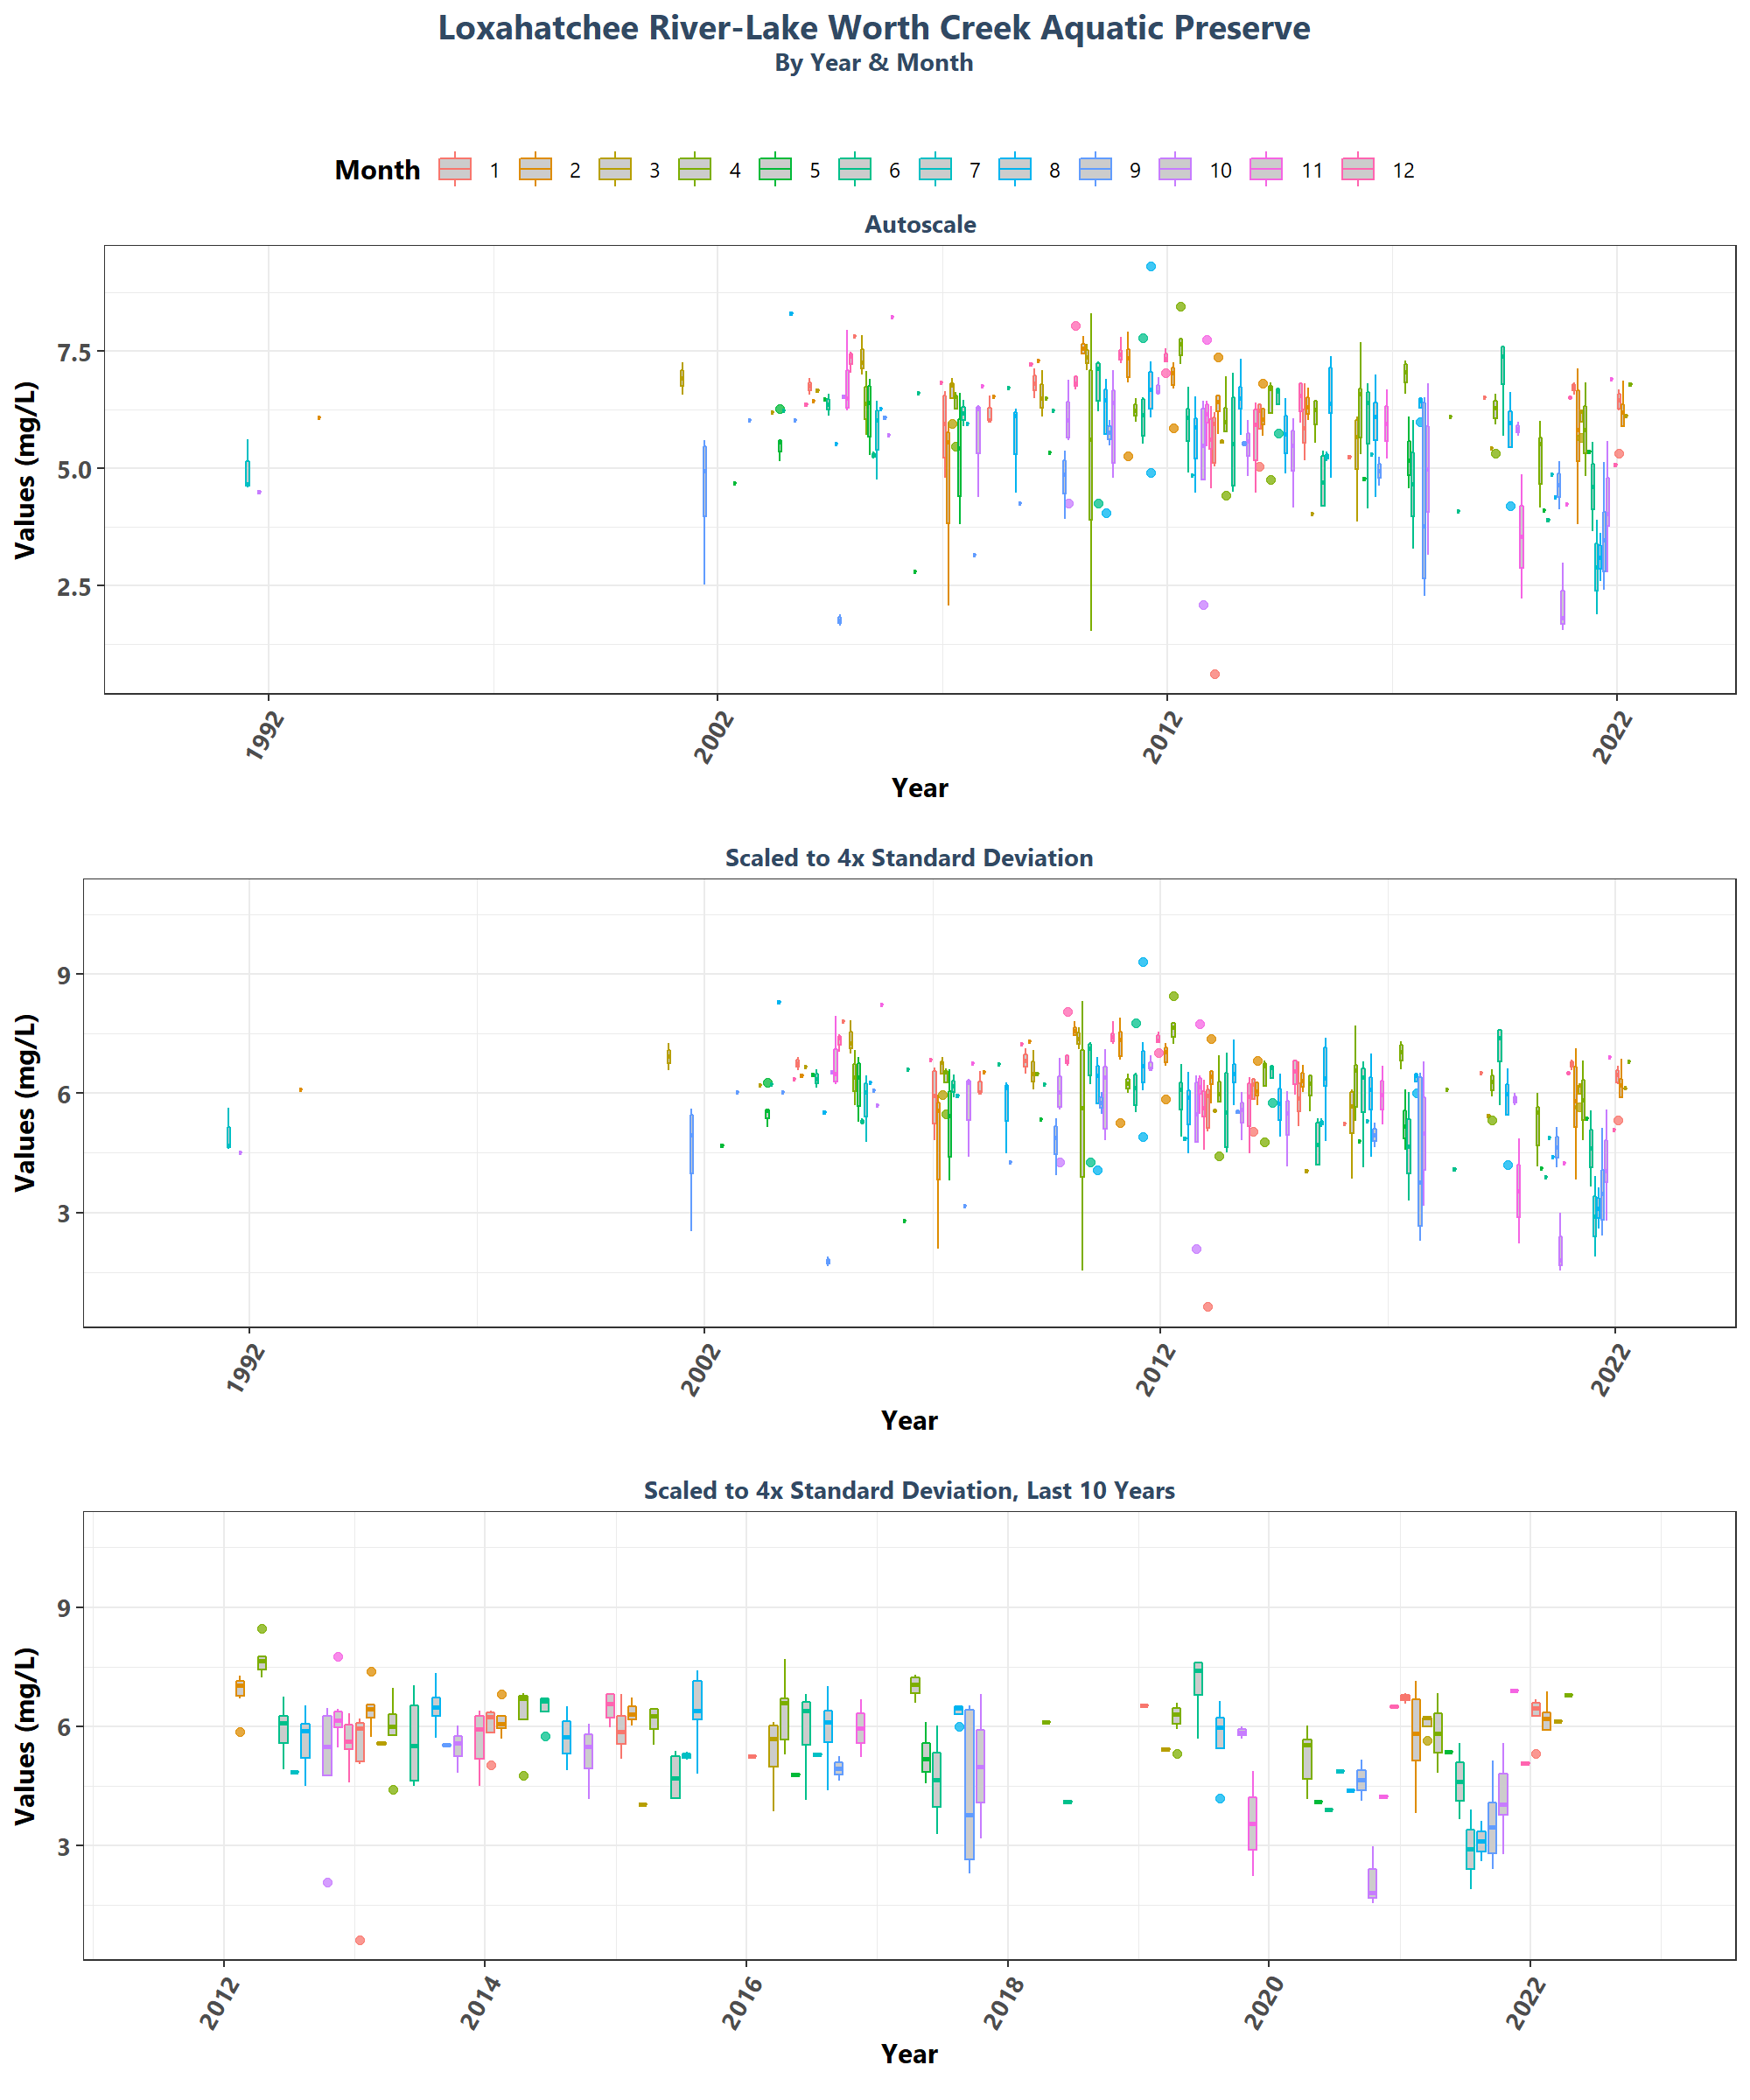 Loxahatchee River-Lake Worth Creek Aquatic Preserve
By Year & Month
Month 1 2 3 4 5 6 7 8 9 10 11 12
Autoscale
Values (mg/L)
7.5
5.0
2.5
1992 2002 2012 2022
Year
Scaled to 4x Standard Deviation
Values (mg/L)
9
6
3
1992 2002 2012 2022
Year
Scaled to 4x Standard Deviation, Last 10 Years
Values (mg/L)
9
6
3
2012 2014 2016 2018 2020 2022
Year